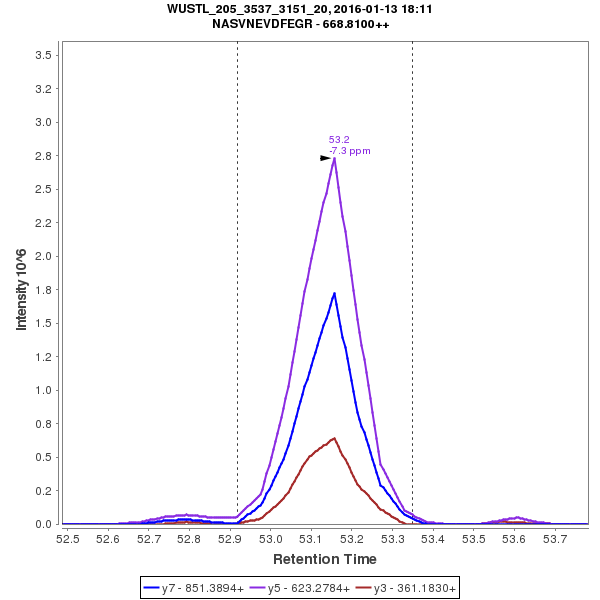 WUSTL_205_3537_3151_20, 2016-01-13 18:11
NASVNEVDFEGR - 668.8100++
Intensity 10^6
3.5
3.2
3.0
2.8
2.5
2.2
2.0
1.8
1.5
1.2
1.0
0.8
0.5
0.2
0.0
53.2
-7.3 ppm
52.5 52.6 52.7 52.8 52.9 53.0 53.1 53.2 53.3 53.4 53.5 53.6 53.7
Retention Time
y7 - 851.3894+ y5 - 623.2784+ y3 - 361.1830+